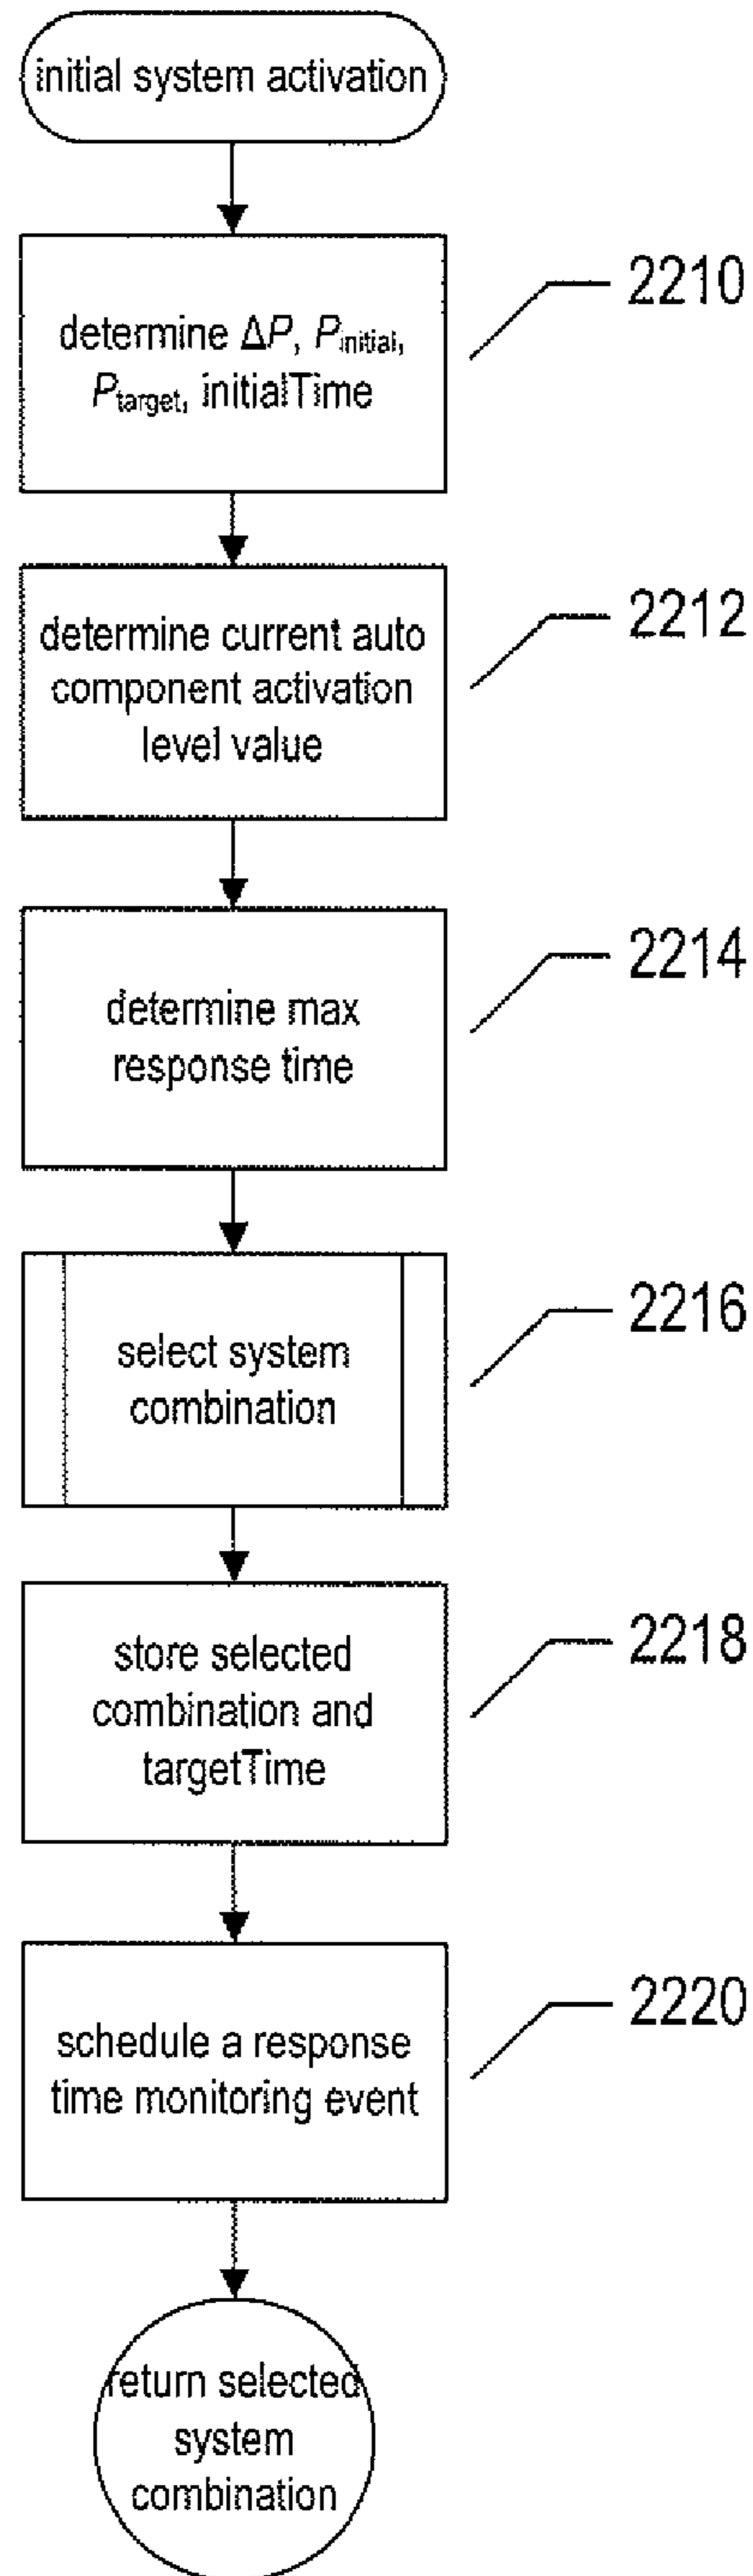 initial system activation
determine ΔP, Pinitial,
Ptarget, initialTime
2210
determine current auto
component activation
level value
2212
determine max
response time
2214
select system
combination
2216
store selected
combination and
targetTime
2218
schedule a response
time monitoring event
2220
return selected
system
combination